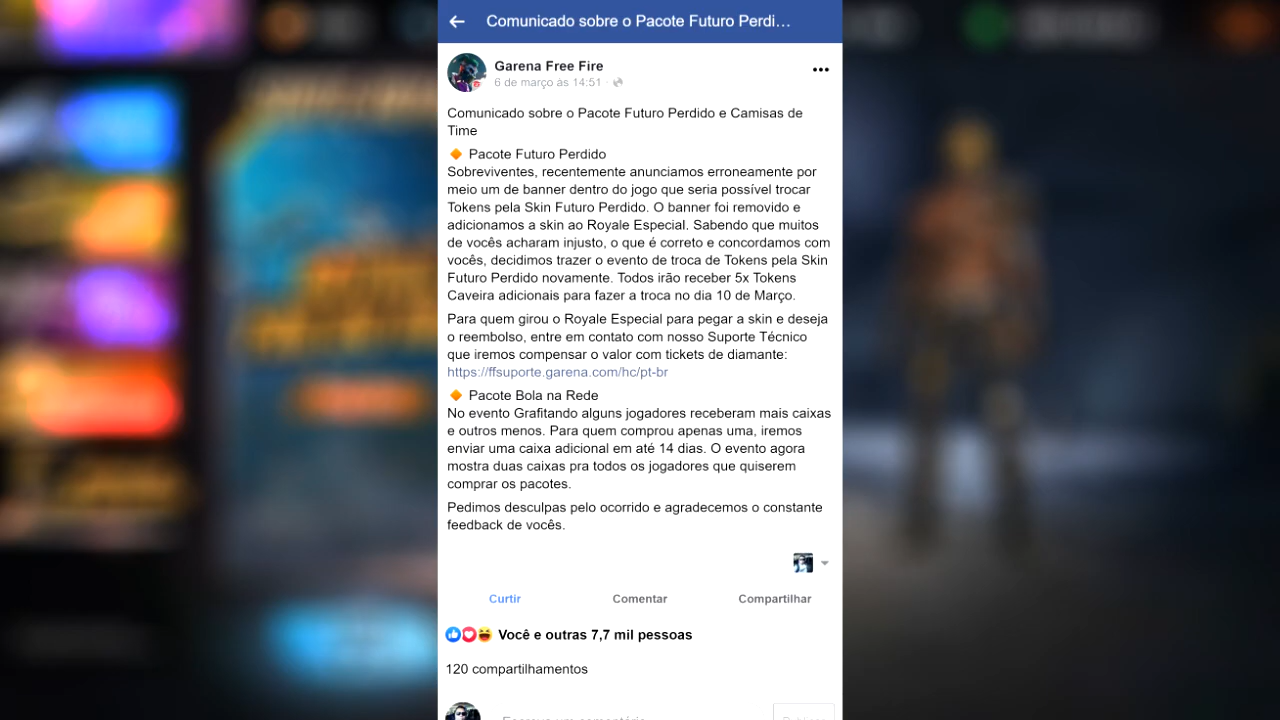 Comunicado sobre o Pacote Futuro Perdi...
Garena Free Fire
6 de março às 14:51 ·
Comunicado sobre o Pacote Futuro Perdido e Camisas de
Time
🔶 Pacote Futuro Perdido
Sobreviventes, recentemente anunciamos erroneamente por
meio um de banner dentro do jogo que seria possível trocar
Tokens pela Skin Futuro Perdido. O banner foi removido e
adicionamos a skin ao Royale Especial. Sabendo que muitos
de vocês acharam injusto, o que é correto e concordamos com
vocês, decidimos trazer o evento de troca de Tokens pela Skin
Futuro Perdido novamente. Todos irão receber 5x Tokens
Caveira adicionais para fazer a troca no dia 10 de Março.
Para quem girou o Royale Especial para pegar a skin e deseja
o reembolso, entre em contato com nosso Suporte Técnico
que iremos compensar o valor com tickets de diamante:
https://ffsuporte.garena.com/hc/pt-br
🔶 Pacote Bola na Rede
No evento Grafitando alguns jogadores receberam mais caixas
e outros menos. Para quem comprou apenas uma, iremos
enviar uma caixa adicional em até 14 dias. O evento agora
mostra duas caixas pra todos os jogadores que quiserem
comprar os pacotes.
Pedimos desculpas pelo ocorrido e agradecemos o constante
feedback de vocês.
Curtir Comentar Compartilhar
Você e outras 7,7 mil pessoas
120 compartilhamentos
Escreva um comentário